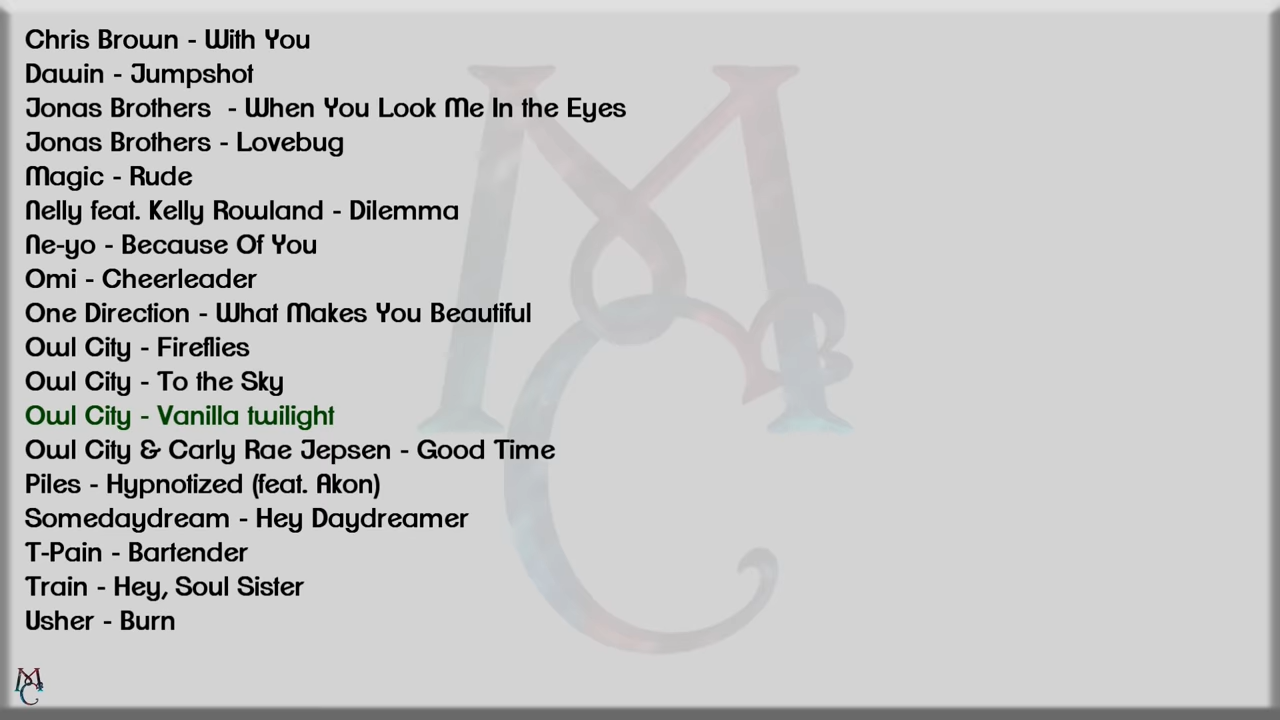 Chris Brown - With You
Dawin - Jumpshot
Jonas Brothers  - When You Look Me In the Eyes
Jonas Brothers - Lovebug
Magic - Rude
Nelly feat. Kelly Rowland - Dilemma
Ne-yo - Because Of You
Omi - Cheerleader
One Direction - What Makes You Beautiful
Owl City - Fireflies
Owl City - To the Sky
Owl City - Vanilla twilight
Owl City & Carly Rae Jepsen - Good Time
Piles - Hypnotized (feat. Akon)
Somedaydream - Hey Daydreamer
T-Pain - Bartender
Train - Hey, Soul Sister
Usher - Burn